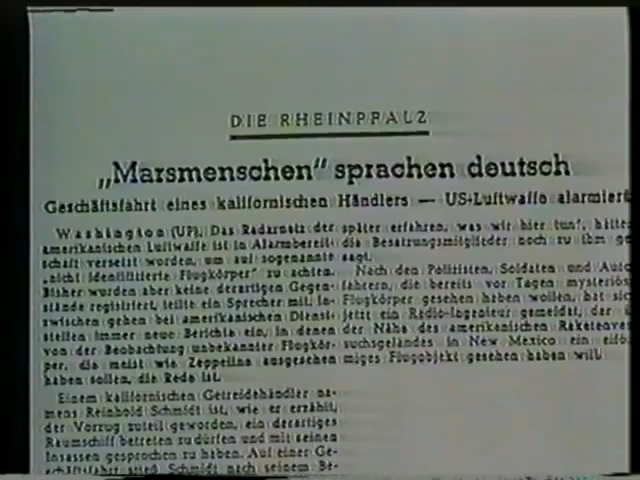 DIE RHEINPFALZ
„Marsmenschen“ sprachen deutsch
Geschäftsfahrt eines kalifornischen Händlers — US-Luftwaffe alarmiert
Washington (UP). Das Radarnetz der
amerikanischen Luftwaffe ist in Alarmbereit-
schaft versetzt worden, um auf sogenannte
„nicht identifizierte Flugkörper“ zu achten.
Bisher wurden aber keine derartigen Gegen-
stände registriert, teilte ein Sprecher mit. In-
zwischen gehen bei amerikanischen Dienst-
stellen immer neue Berichte ein, in denen
von der Beobachtung unbekannter Flugkör-
per, die meist wie Zeppeline ausgesehen
haben sollen, die Rede ist.
Einem kalifornischen Getreidehändler na-
mens Reinhold Schmidt ist, wie er erzählt,
der Vorzug zuteil geworden, ein derartiges
Raumschiff betreten zu dürfen und mit seinen
Insassen gesprochen zu haben. Auf einer Ge-
schäftsfahrt stieß Schmidt nach seinem Be-
später erfahren, was wir hier tun“, hätte
die Besatzungsmitglieder noch zu ihm ge
sagt.
Nach den Polizisten, Soldaten und Auto
fahrern, die bereits vor Tagen mysteriös
Flugkörper gesehen haben wollen, hat sic
jetzt ein Radio-Ingenieur gemeldet, der i
der Nähe des amerikanischen Raketenve
suchsgeländes in New Mexico ein eifö
miges Flugobjekt gesehen haben will.